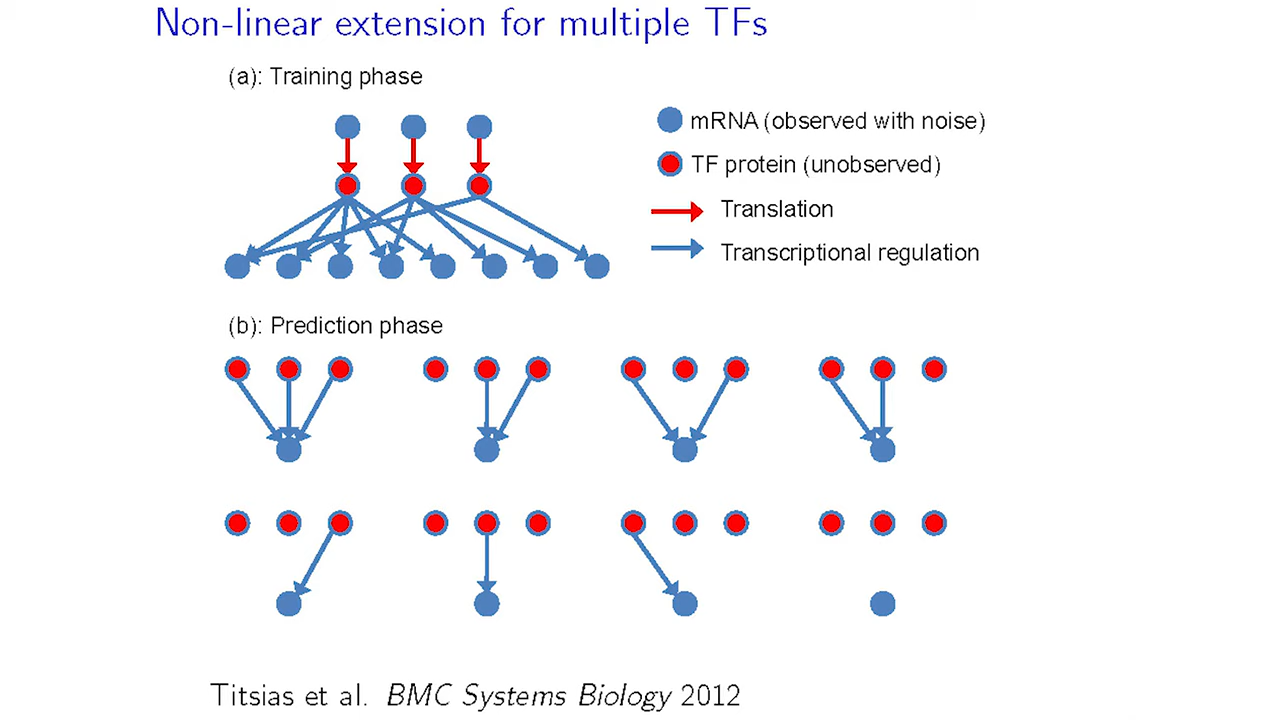 Non-linear extension for multiple TFs
(a): Training phase
mRNA (observed with noise)
TF protein (unobserved)
Translation
Transcriptional regulation
(b): Prediction phase
Titsias et al. BMC Systems Biology 2012